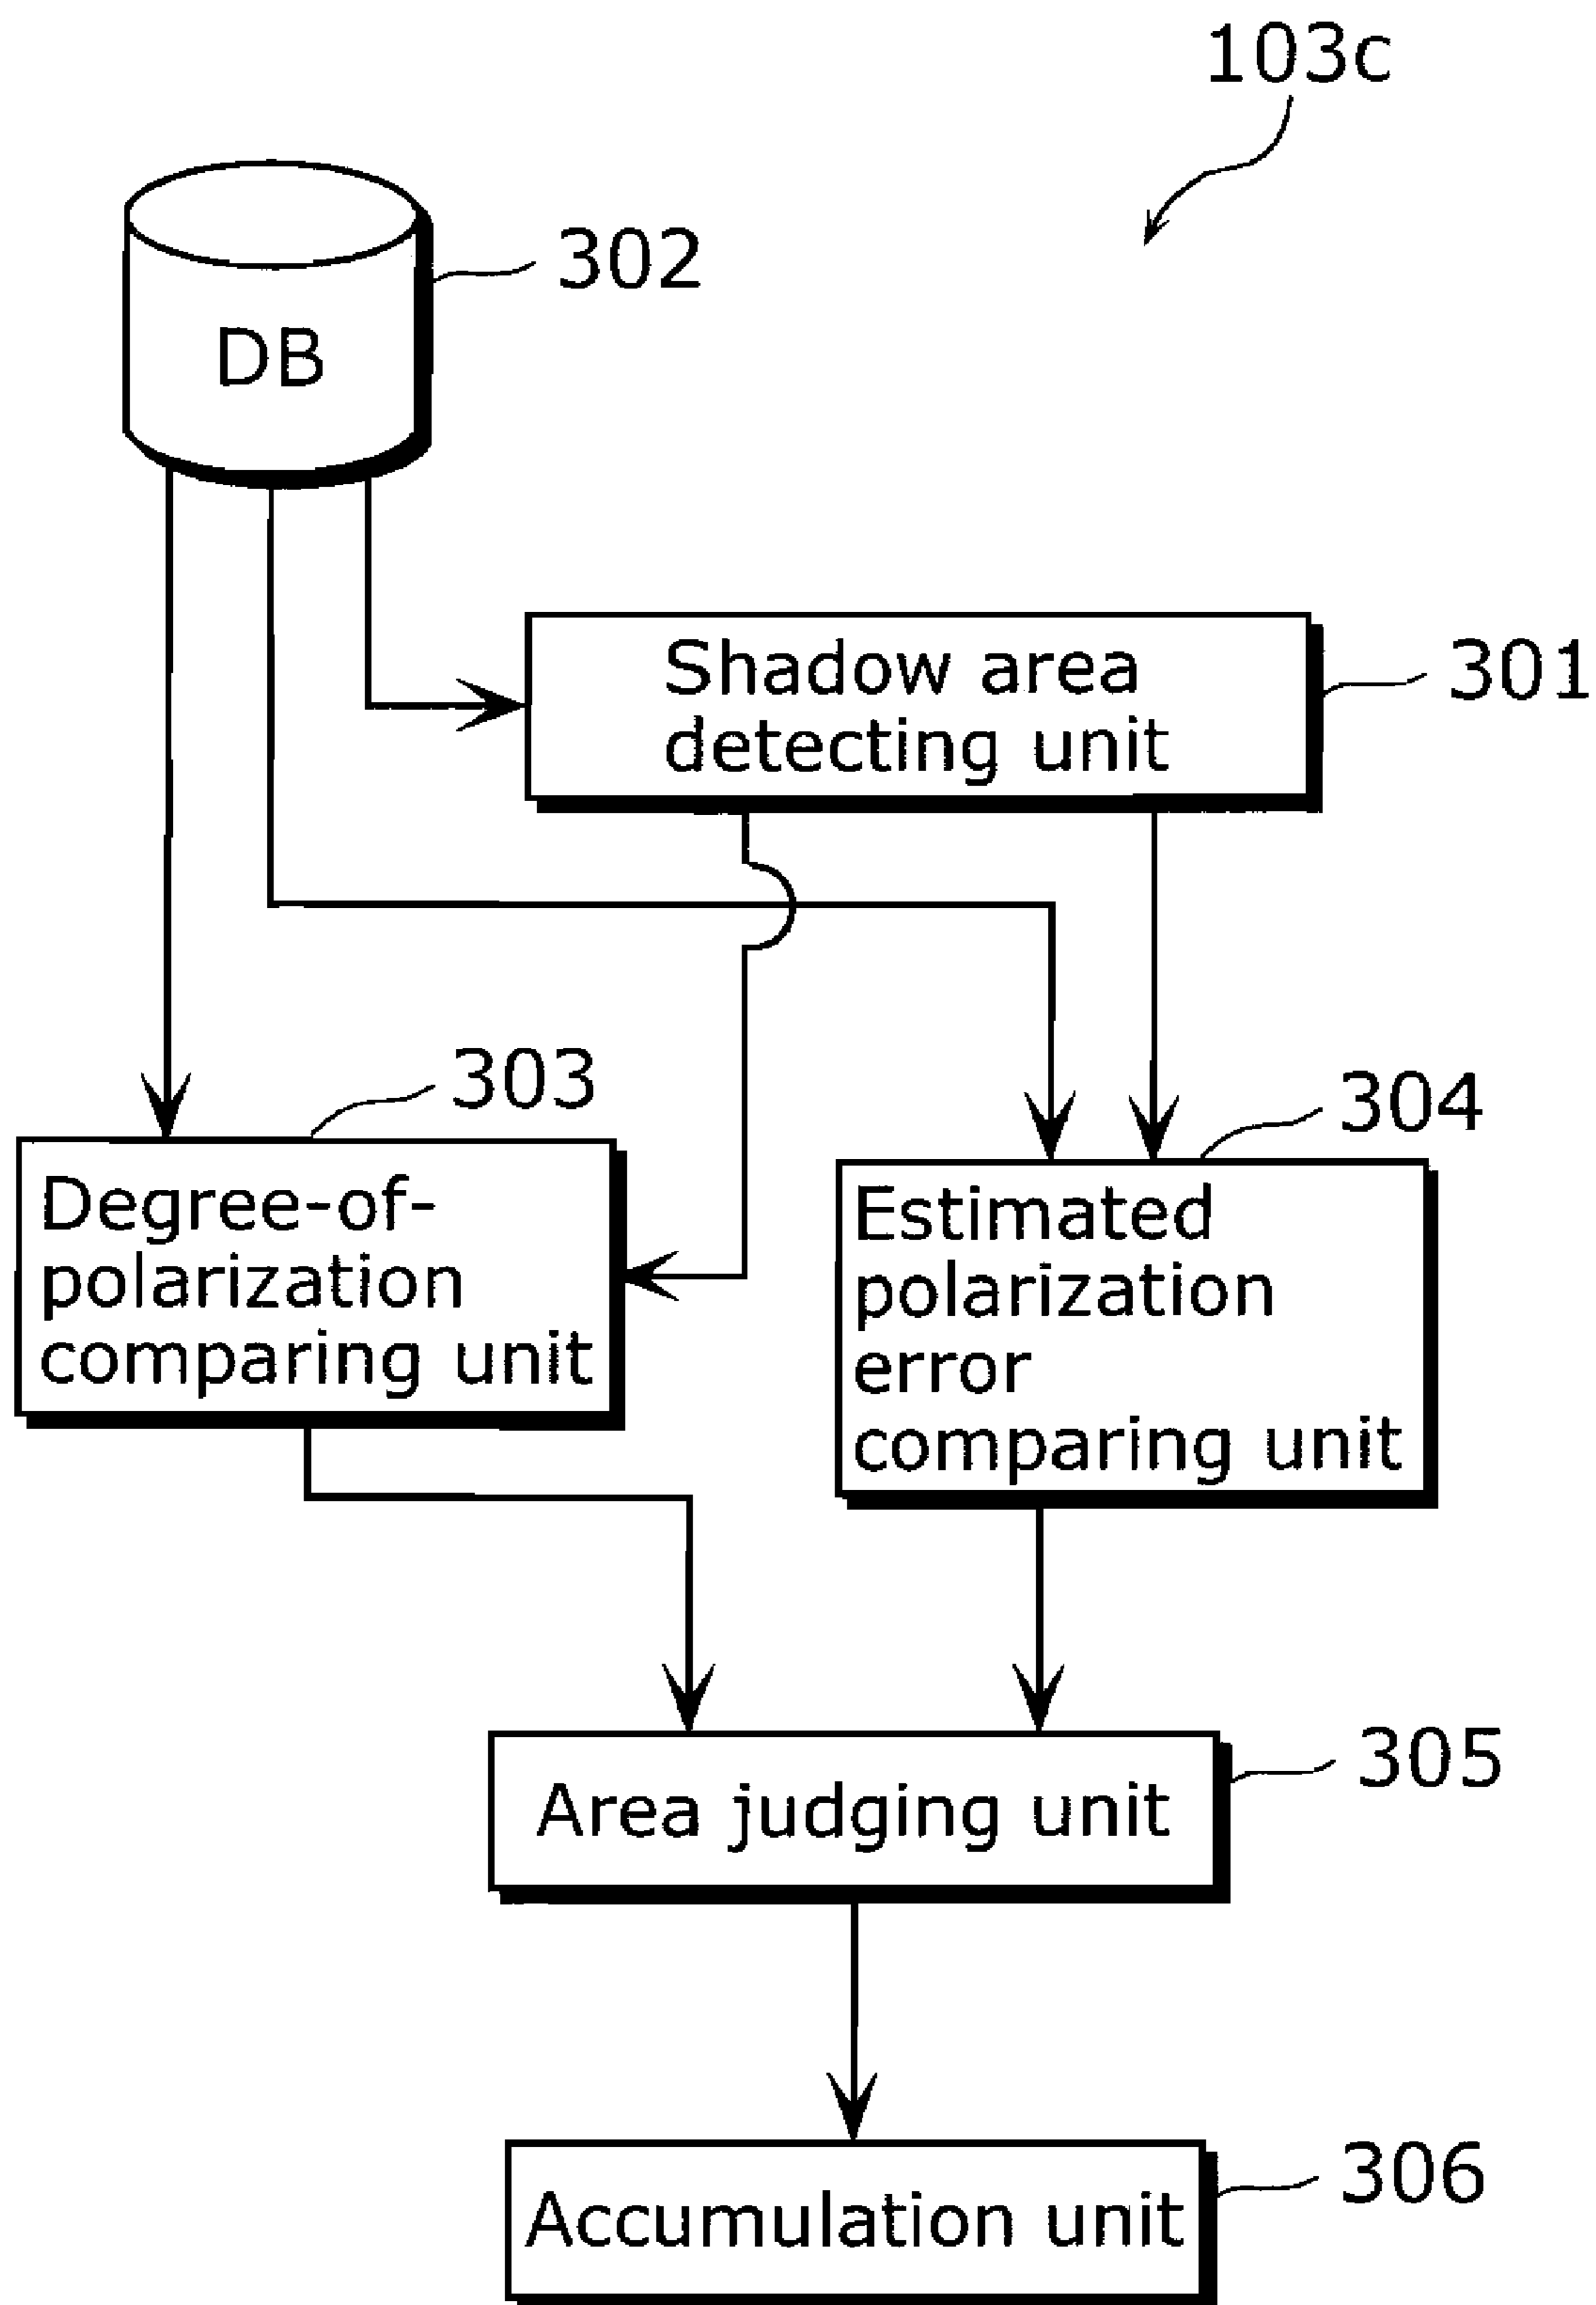 103c
302
DB
Shadow area
detecting unit
301
303
304
Degree-of-
polarization
comparing unit
Estimated
polarization
error
comparing unit
305
Area judging unit
306
Accumulation unit